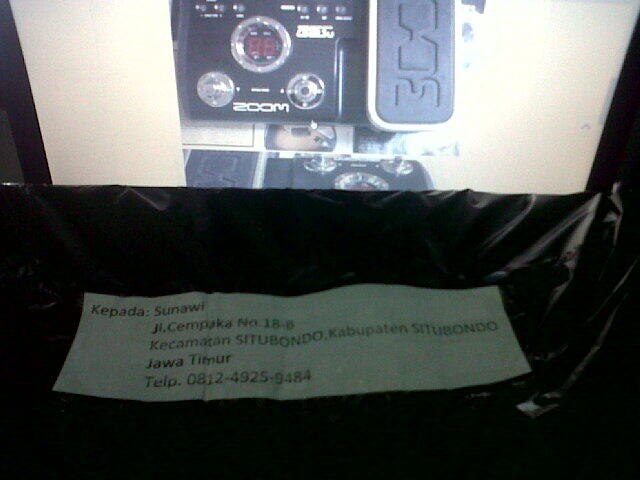 ZOOM
Kepada: Sunawi
Jl.Cempaka No.18-B
Kecamatan SITUBONDO,Kabupaten SITUBONDO
Jawa Timur
Telp. 0812-4925-9484